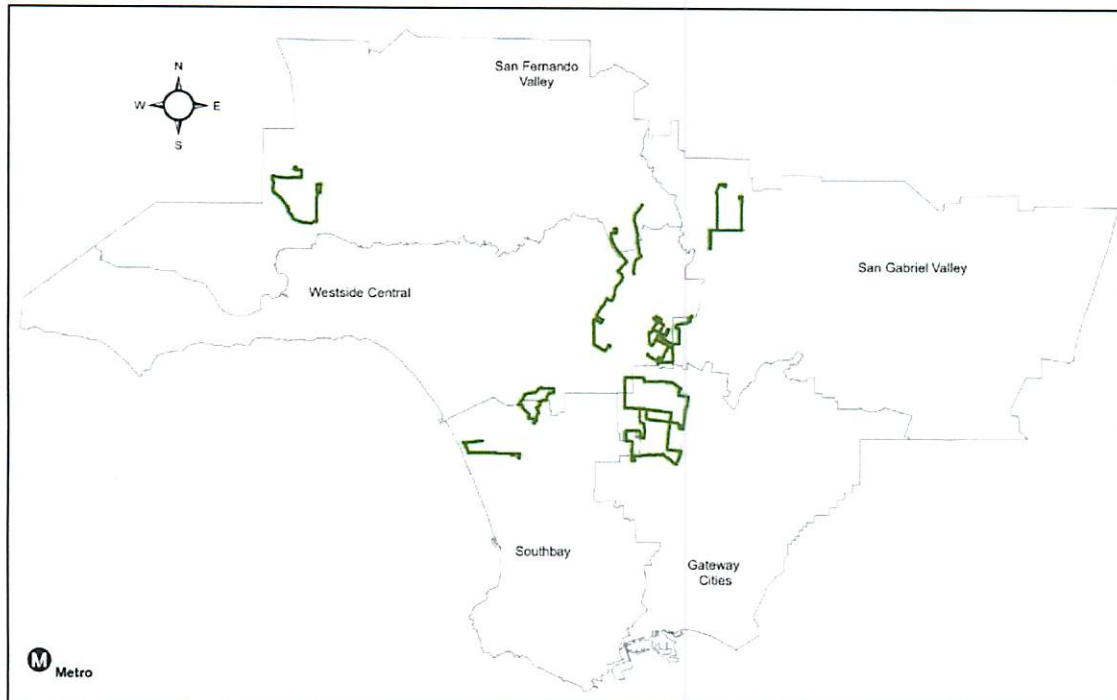 San Fernando
Valley
N
W
E
S
San Gabriel Valley
Westside Central
Southbay
Gateway
Cities
M
Metro